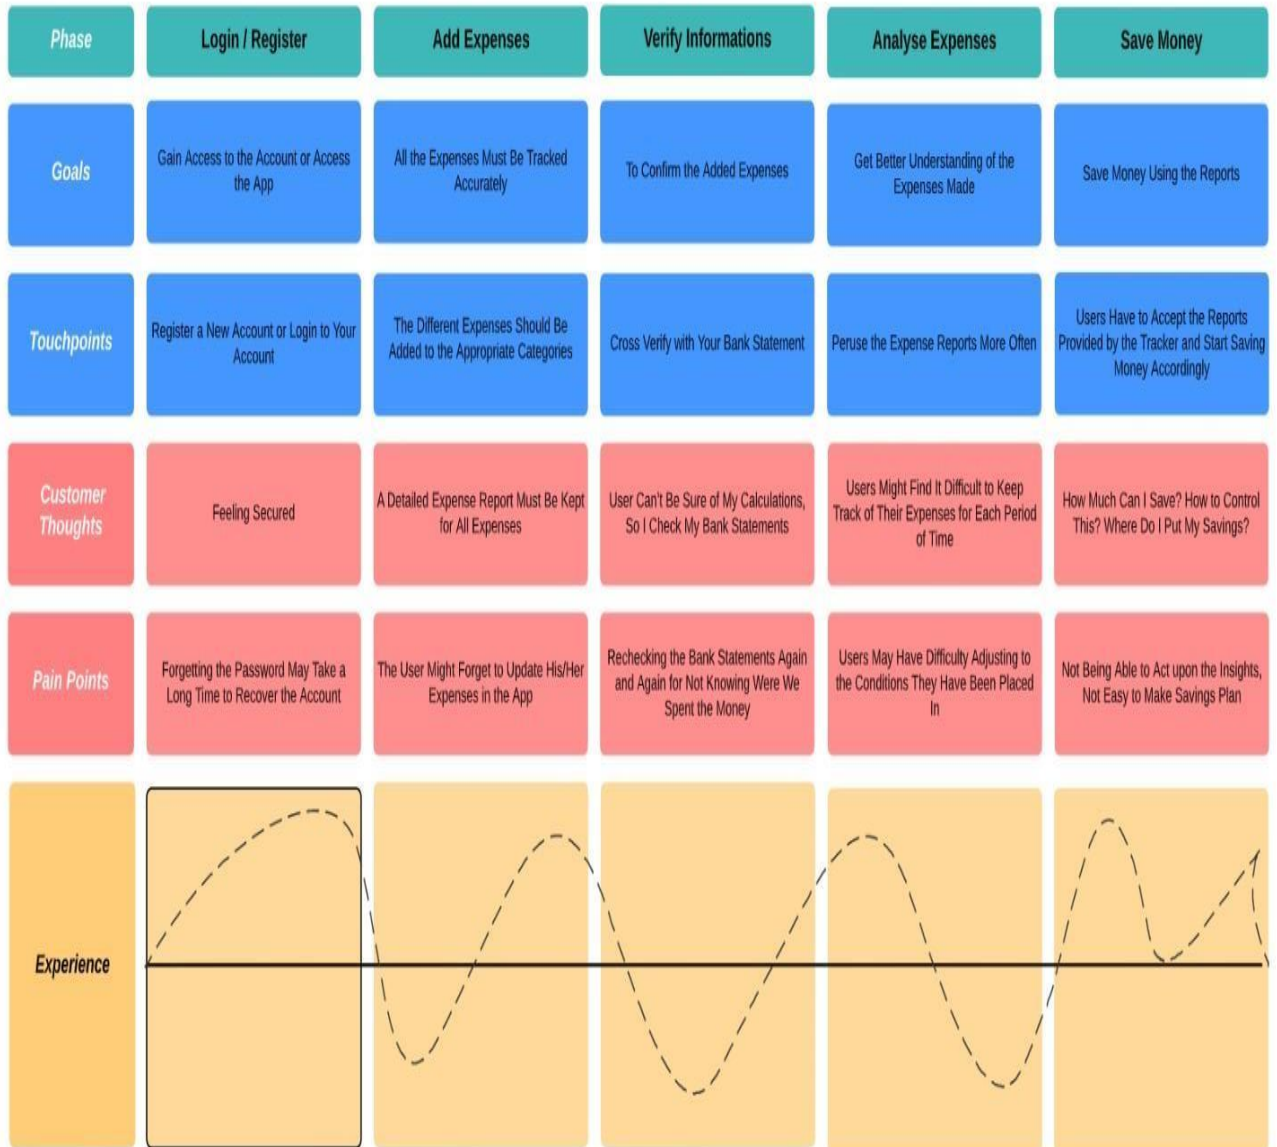 Phase
Login / Register
Add Expenses
Verify Informations
Analyse Expenses
Save Money
Goals
Gain Access to the Account or Access
the App
All the Expenses Must Be Tracked
Accurately
To Confirm the Added Expenses
Get Better Understanding of the
Expenses Made
Save Money Using the Reports
Touchpoints
Register a New Account or Login to Your
Account
The Different Expenses Should Be
Added to the Appropriate Categories
Cross Verify with Your Bank Statement
Peruse the Expense Reports More Often
Users Have to Accept the Reports
Provided by the Tracker and Start Saving
Money Accordingly
Customer
Thoughts
Feeling Secured
A Detailed Expense Report Must Be Kept
for All Expenses
User Can't Be Sure of My Calculations,
So I Check My Bank Statements
Users Might Find It Difficult to Keep
Track of Their Expenses for Each Period
of Time
How Much Can I Save? How to Control
This? Where Do I Put My Savings?
Pain Points
Forgetting the Password May Take a
Long Time to Recover the Account
The User Might Forget to Update His/Her
Expenses in the App
Rechecking the Bank Statements Again
and Again for Not Knowing Were We
Spent the Money
Users May Have Difficulty Adjusting to
the Conditions They Have Been Placed
In
Not Being Able to Act upon the Insights,
Not Easy to Make Savings Plan
Experience